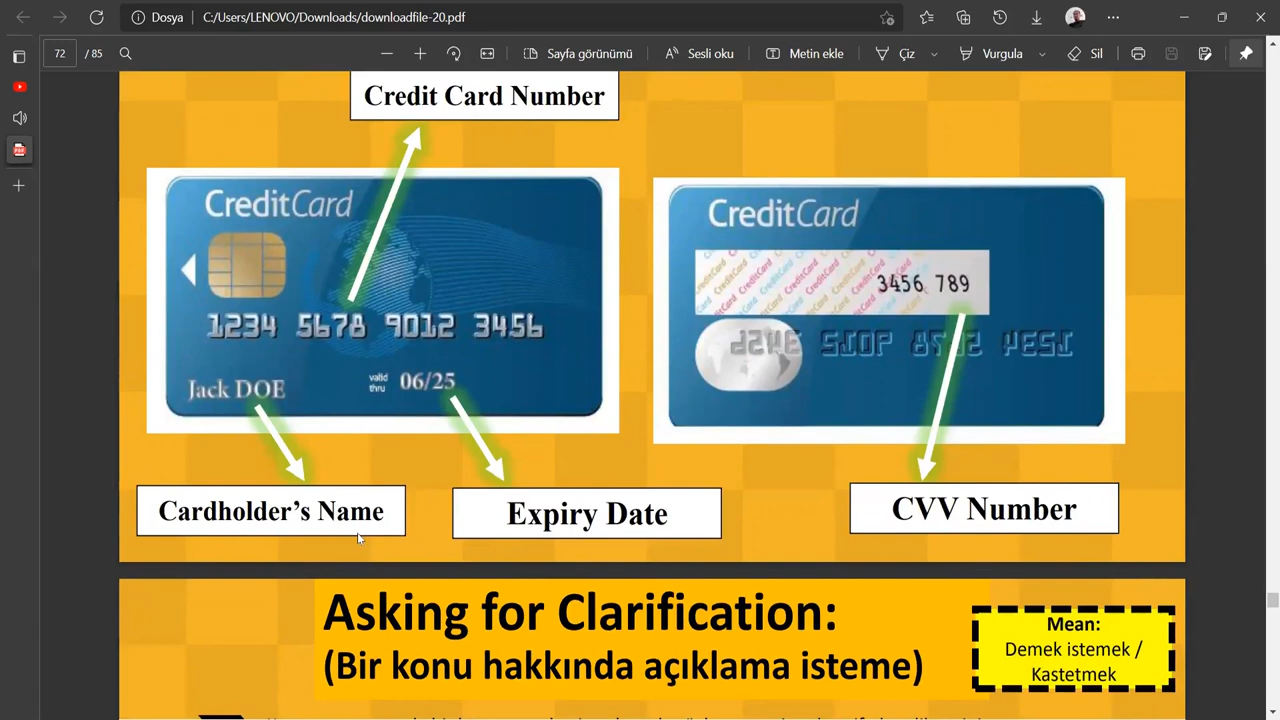 Dosya
C:/Users/LENOVO/Downloads/downloadfile-20.pdf
72 / 85
Sayfa görünümü
Sesli oku
Metin ekle
Çiz
Vurgula
Sil
Credit Card Number
CreditCard
1234 5678 9012 3456
Jack DOE
valid
thru
06/25
CreditCard
3456 789
Cardholder's Name
Expiry Date
CVV Number
Asking for Clarification:
(Bir konu hakkında açıklama isteme)
Mean:
Demek istemek /
Kastetmek